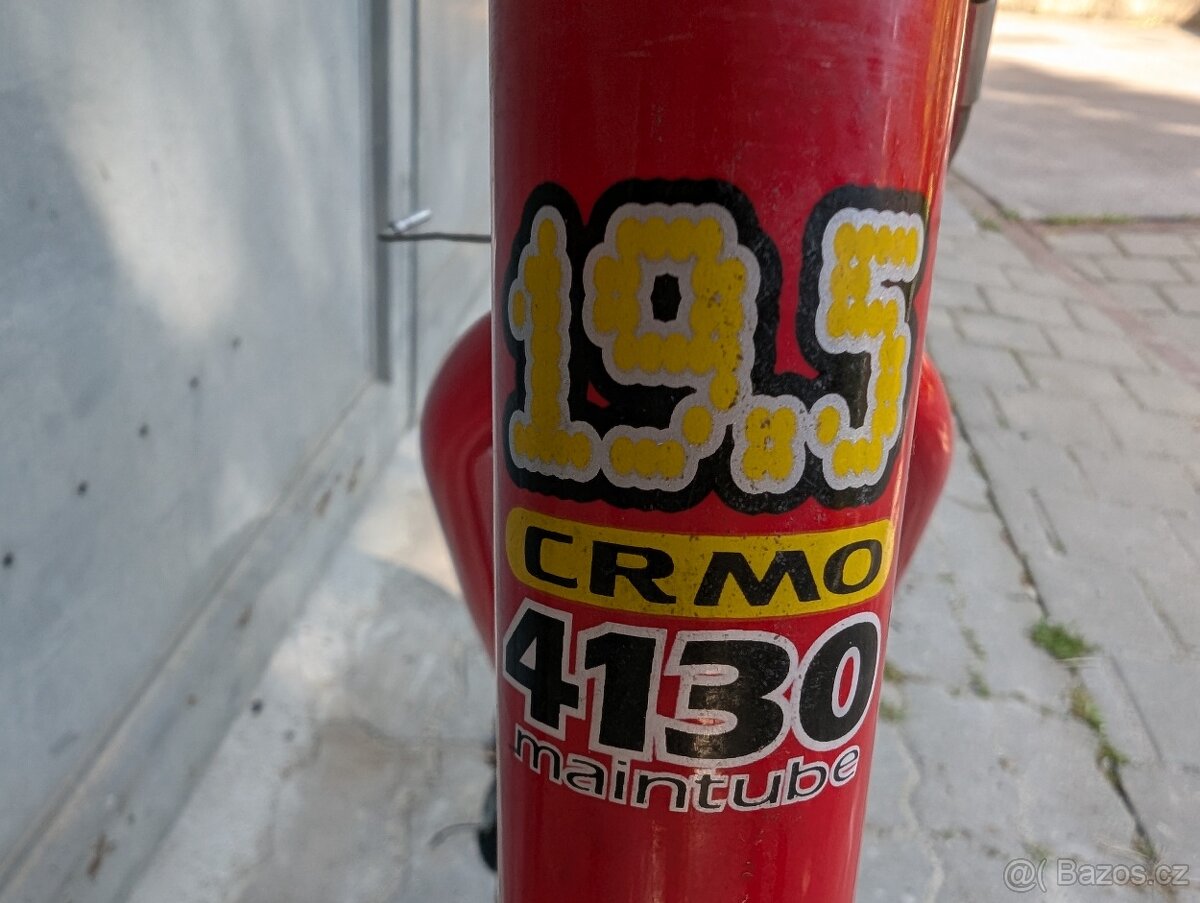 19.5
CRMO
4130
maintube
@( Bazos.cz